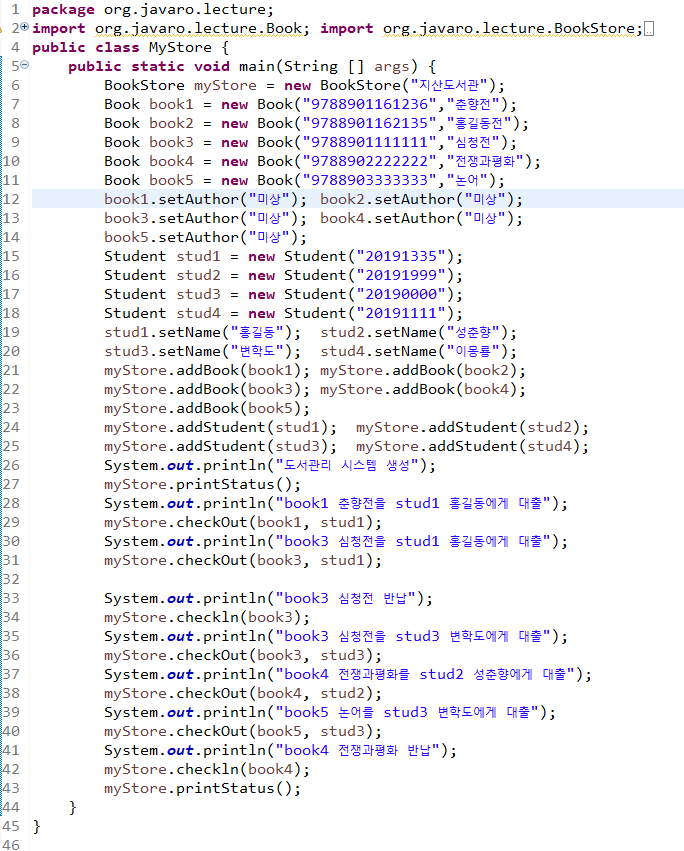 1 package org.javaro.lecture;
2 import org.javaro.lecture.Book; import org.javaro.lecture.BookStore;
4 public class MyStore {
5 public static void main(String [] args) {
6 BookStore myStore = new BookStore("지산도서관");
7 Book book1 = new Book("9788901161236","춘향전");
8 Book book2 = new Book("9788901162135","홍길동전");
9 Book book3 = new Book("9788901111111","심청전");
10 Book book4 = new Book("9788902222222","전쟁과평화");
11 Book book5 = new Book("9788903333333","논어");
12 book1.setAuthor("미상"); book2.setAuthor("미상");
13 book3.setAuthor("미상"); book4.setAuthor("미상");
14 book5.setAuthor("미상");
15 Student stud1 = new Student("20191335");
16 Student stud2 = new Student("20191999");
17 Student stud3 = new Student("20190000");
18 Student stud4 = new Student("20191111");
19 stud1.setName("홍길동"); stud2.setName("성춘향");
20 stud3.setName("변학도"); stud4.setName("이몽룡");
21 myStore.addBook(book1); myStore.addBook(book2);
22 myStore.addBook(book3); myStore.addBook(book4);
23 myStore.addBook(book5);
24 myStore.addStudent(stud1); myStore.addStudent(stud2);
25 myStore.addStudent(stud3); myStore.addStudent(stud4);
26 System.out.println("도서관리 시스템 생성");
27 myStore.printStatus();
28 System.out.println("book1 춘향전을 stud1 홍길동에게 대출");
29 myStore.checkOut(book1, stud1);
30 System.out.println("book3 심청전을 stud1 홍길동에게 대출");
31 myStore.checkOut(book3, stud1);
32
33 System.out.println("book3 심청전 반납");
34 myStore.checkln(book3);
35 System.out.println("book3 심청전을 stud3 변학도에게 대출");
36 myStore.checkOut(book3, stud3);
37 System.out.println("book4 전쟁과평화를 stud2 성춘향에게 대출");
38 myStore.checkOut(book4, stud2);
39 System.out.println("book5 논어를 stud3 변학도에게 대출");
40 myStore.checkOut(book5, stud3);
41 System.out.println("book4 전쟁과평화 반납");
42 myStore.checkln(book4);
43 myStore.printStatus();
44 }
45 }
46